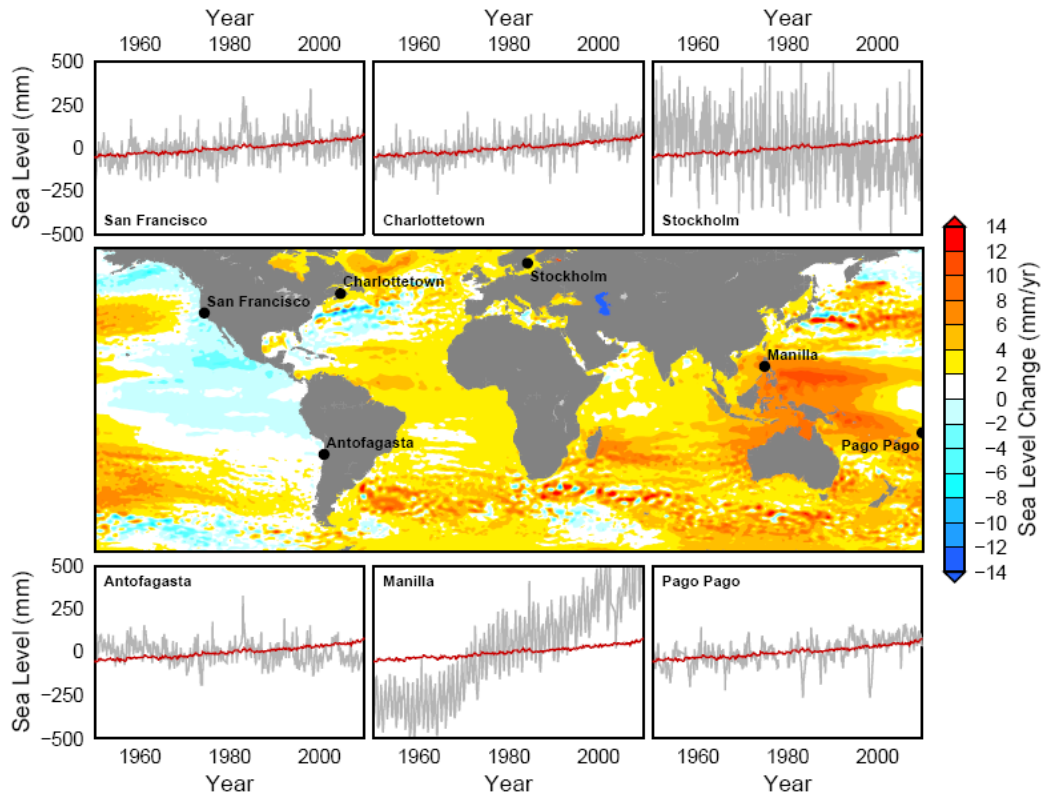 Year Year Year
1960 1980 2000 1960 1980 2000 1960 1980 2000
Sea Level (mm)
500
250
0
−250
−500
San Francisco
Charlottetown
Stockholm
Stockholm
Charlottetown
San Francisco
Manilla
Antofagasta
Pago Pago
14
12
10
8
6
4
2
0
−2
−4
−6
−8
−10
−12
−14
Sea Level Change (mm/yr)
Sea Level (mm)
500
250
0
−250
−500
Antofagasta
Manilla
Pago Pago
1960 1980 2000 1960 1980 2000 1960 1980 2000
Year Year Year